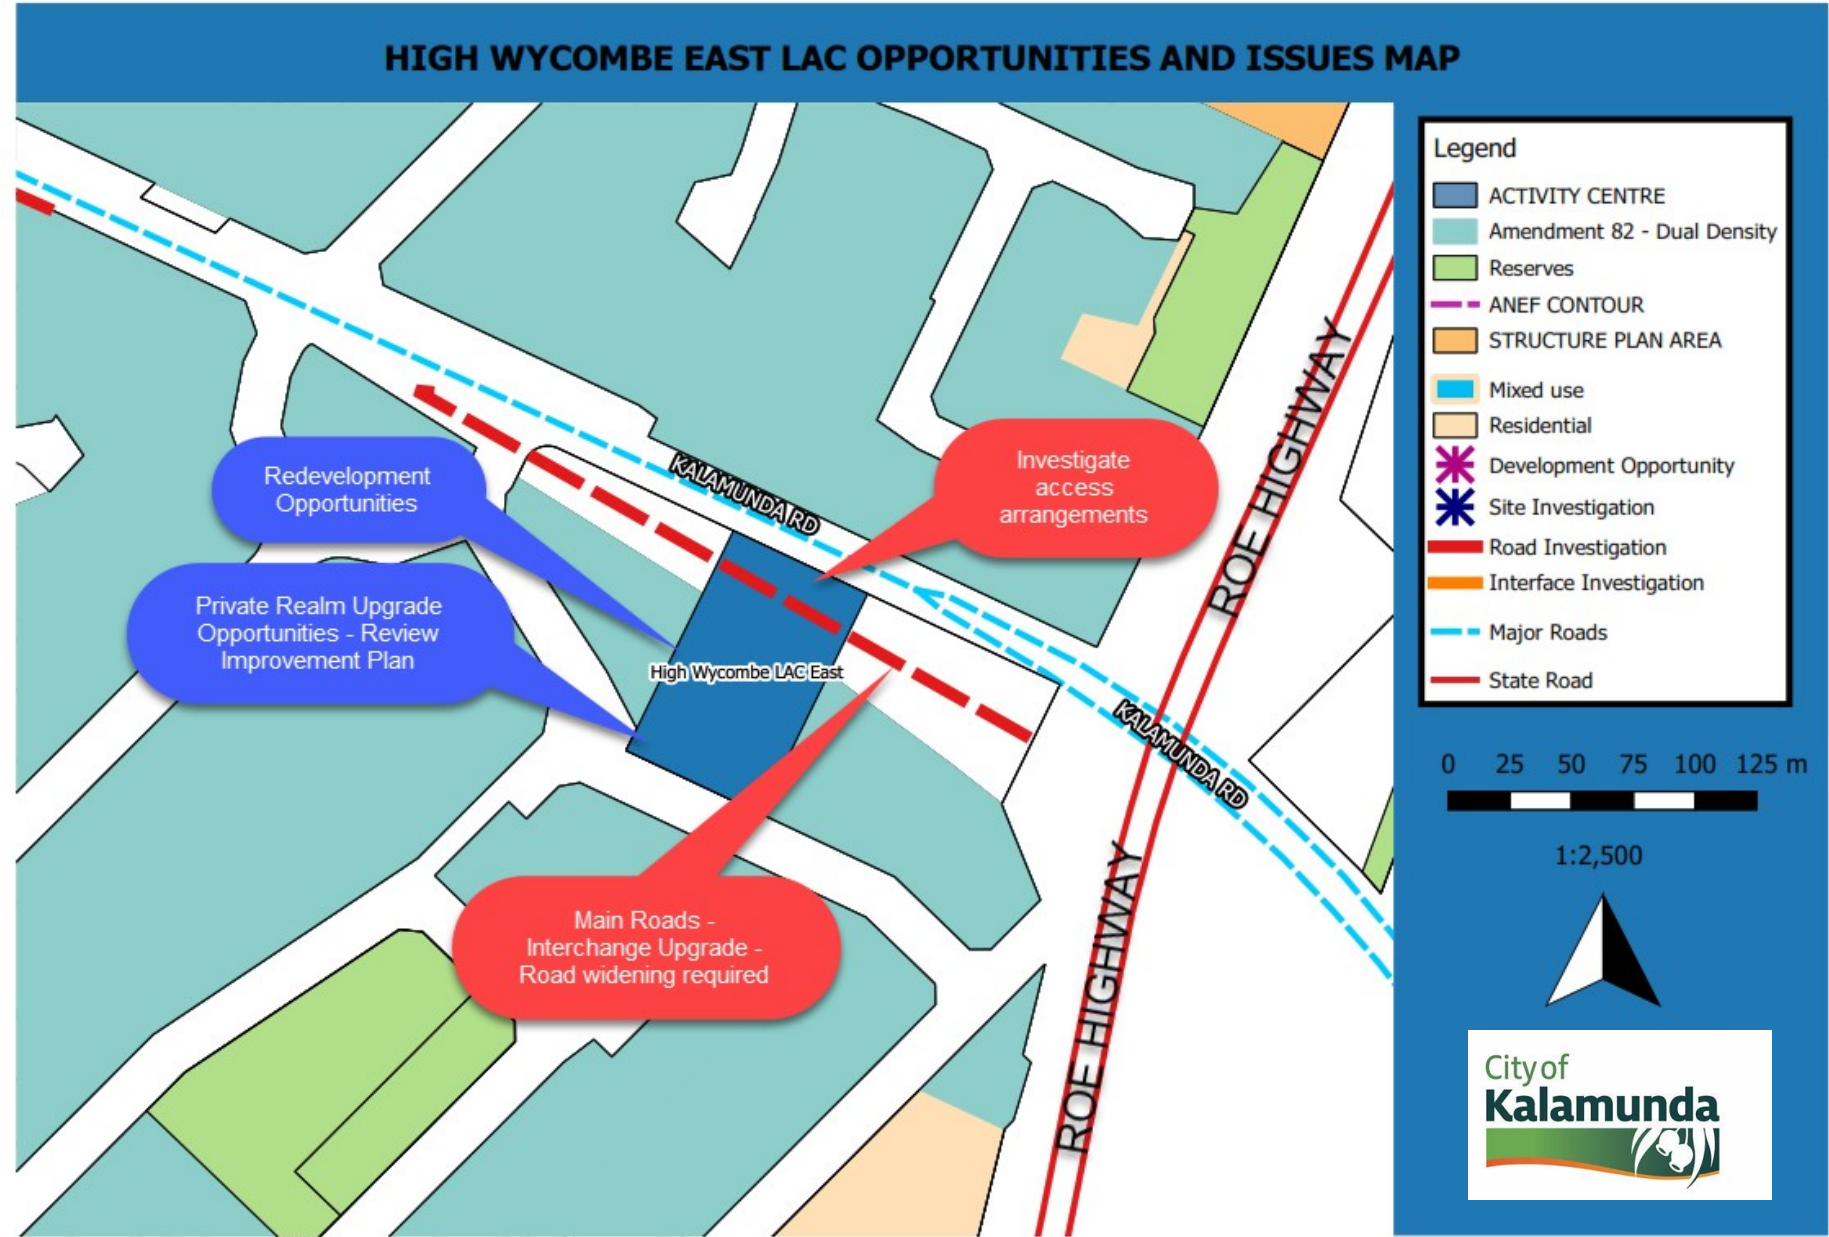 HIGH WYCOMBE EAST LAC OPPORTUNITIES AND ISSUES MAP
Legend
ACTIVITY CENTRE
Amendment 82 - Dual Density
Reserves
ANEF CONTOUR
STRUCTURE PLAN AREA
Mixed use
Residential
Development Opportunity
Site Investigation
Road Investigation
Interface Investigation
Major Roads
State Road
0 25 50 75 100 125 m
1:2,500
City of
Kalamunda
Redevelopment
Opportunities
Private Realm Upgrade
Opportunities - Review
Improvement Plan
Investigate
access
arrangements
Main Roads -
Interchange Upgrade -
Road widening required
KALAMUNDA RD
High Wycombe LAC East
KALAMUNDA RD
ROE HIGHWAY
ROE HIGHWAY